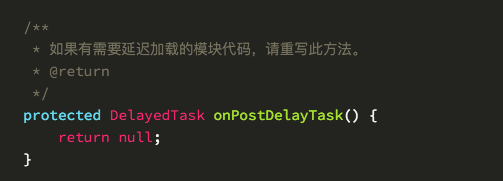 /**
 * 如果有需要延迟加载的模块代码，请重写此方法。
 * @return
 */
protected DelayedTask onPostDelayTask() {
    return null;
}